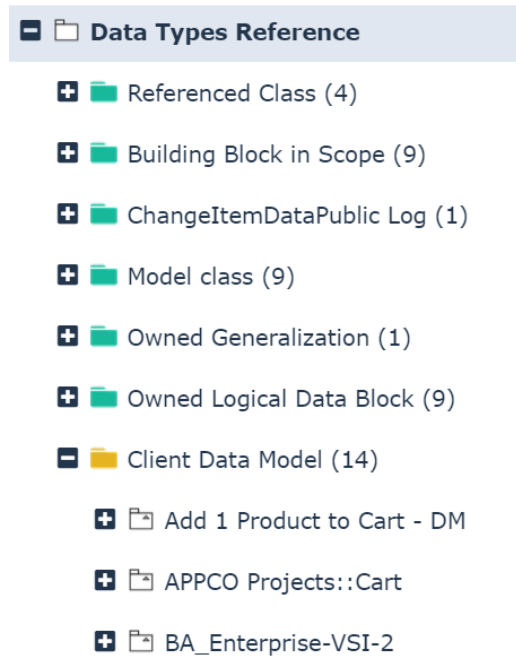 Data Types Reference
Referenced Class (4)
Building Block in Scope (9)
ChangeItemDataPublic Log (1)
Model class (9)
Owned Generalization (1)
Owned Logical Data Block (9)
Client Data Model (14)
Add 1 Product to Cart - DM
APPCO Projects::Cart
BA_Enterprise-VSI-2